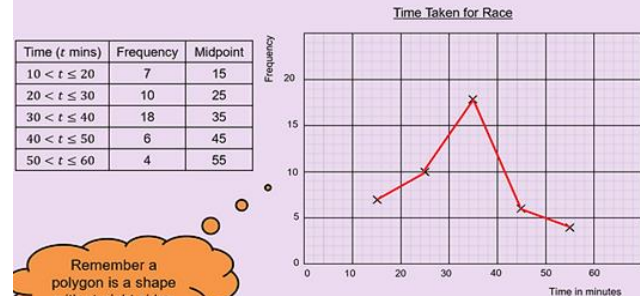 Time Taken for Race
Time (t mins) Frequency Midpoint
10 < t ≤ 20 7 15
20 < t ≤ 30 10 25
30 < t ≤ 40 18 35
40 < t ≤ 50 6 45
50 < t ≤ 60 4 55
Frequency
20
15
10
5
0
0 10 20 30 40 50 60
Time in minutes
Remember a
polygon is a shape